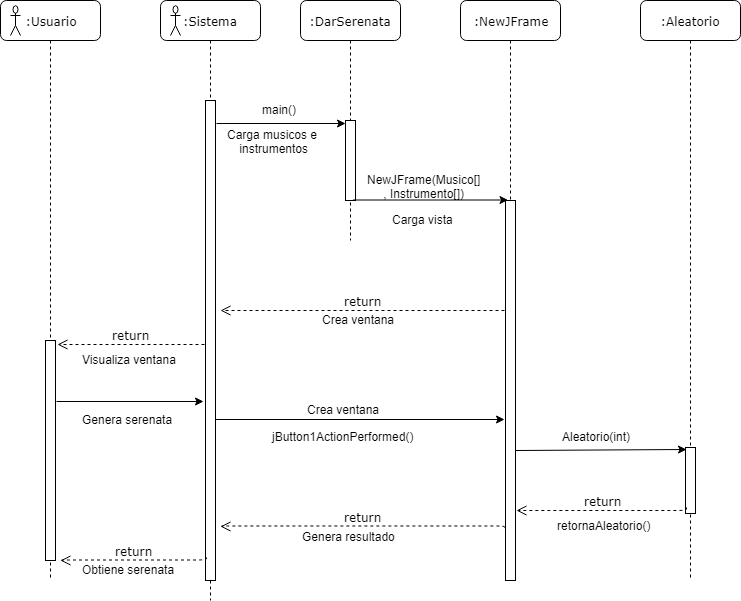 :Usuario
:Sistema
:DarSerenata
:NewJFrame
:Aleatorio
main()
Carga musicos e
instrumentos
NewJFrame(Musico[]
, Instrumento[])
Carga vista
return
Crea ventana
return
Visualiza ventana
Genera serenata
Crea ventana
jButton1ActionPerformed()
Aleatorio(int)
return
retornaAleatorio()
return
Genera resultado
return
Obtiene serenata